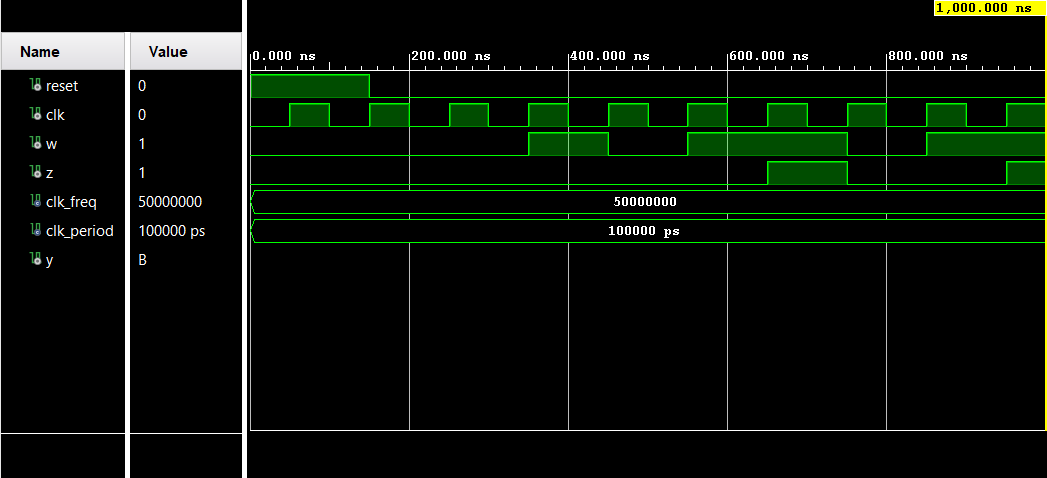 1,000.000 ns
Name Value
0.000 ns 200.000 ns 400.000 ns 600.000 ns 800.000 ns
reset 0
clk 0
w 1
z 1
clk_freq 50000000 50000000
clk_period 100000 ps 100000 ps
y B